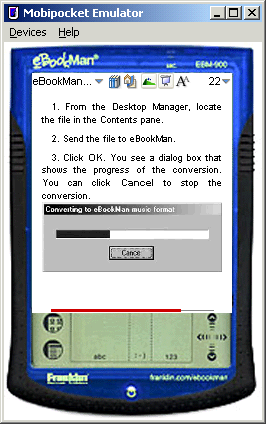 Mobipocket Emulator
Devices Help
eBookMan®
EBM-900
eBookMan... 22
1. From the Desktop Manager, locate
the file in the Contents pane.
2. Send the file to eBookMan.
3. Click OK. You see a dialog box that
shows the progress of the conversion.
You can click Cancel to stop the
conversion.
Converting to eBookMan music format
Cancel
abc :-) 123
Franklin franklin.com/ebookman